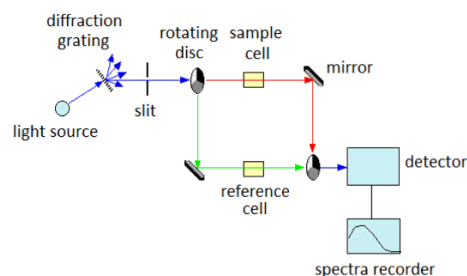 diffraction
grating
rotating
disc
sample
cell
mirror
light source
slit
reference
cell
detector
spectra recorder